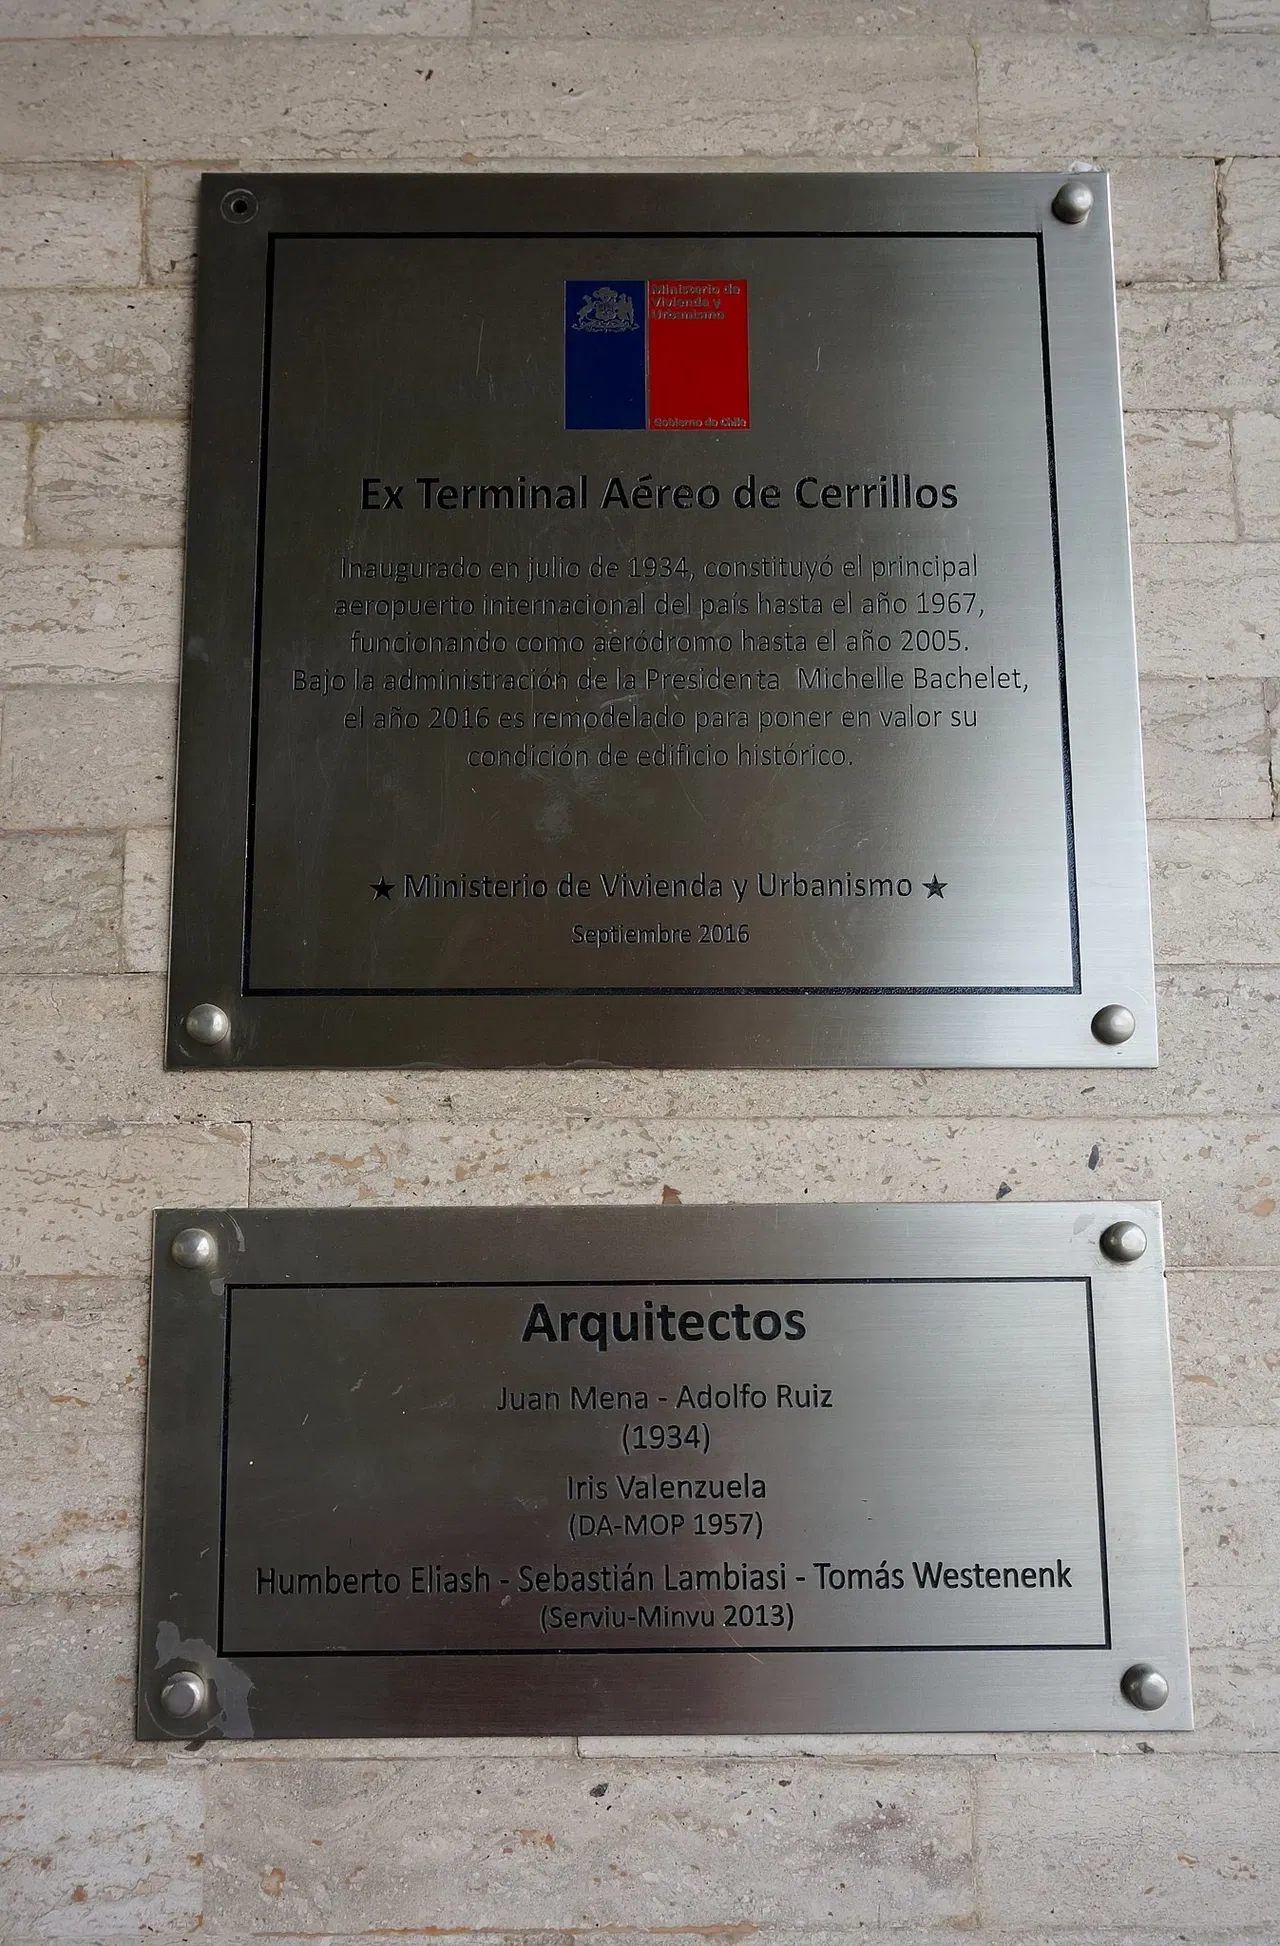 Ministerio de
Vivienda y
Urbanismo
Gobierno de Chile
Ex Terminal Aéreo de Cerrillos
Inaugurado en julio de 1934, constituyó el principal
aeropuerto internacional del país hasta el año 1967,
funcionando como aeródromo hasta el año 2005.
Bajo la administración de la Presidenta Michelle Bachelet,
el año 2016 es remodelado para poner en valor su
condición de edificio histórico.
★ Ministerio de Vivienda y Urbanismo ★
Septiembre 2016
Arquitectos
Juan Mena - Adolfo Ruiz
(1934)
Iris Valenzuela
(DA-MOP 1957)
Humberto Eliash - Sebastián Lambiasi - Tomás Westenenk
(Serviu-Minvu 2013)